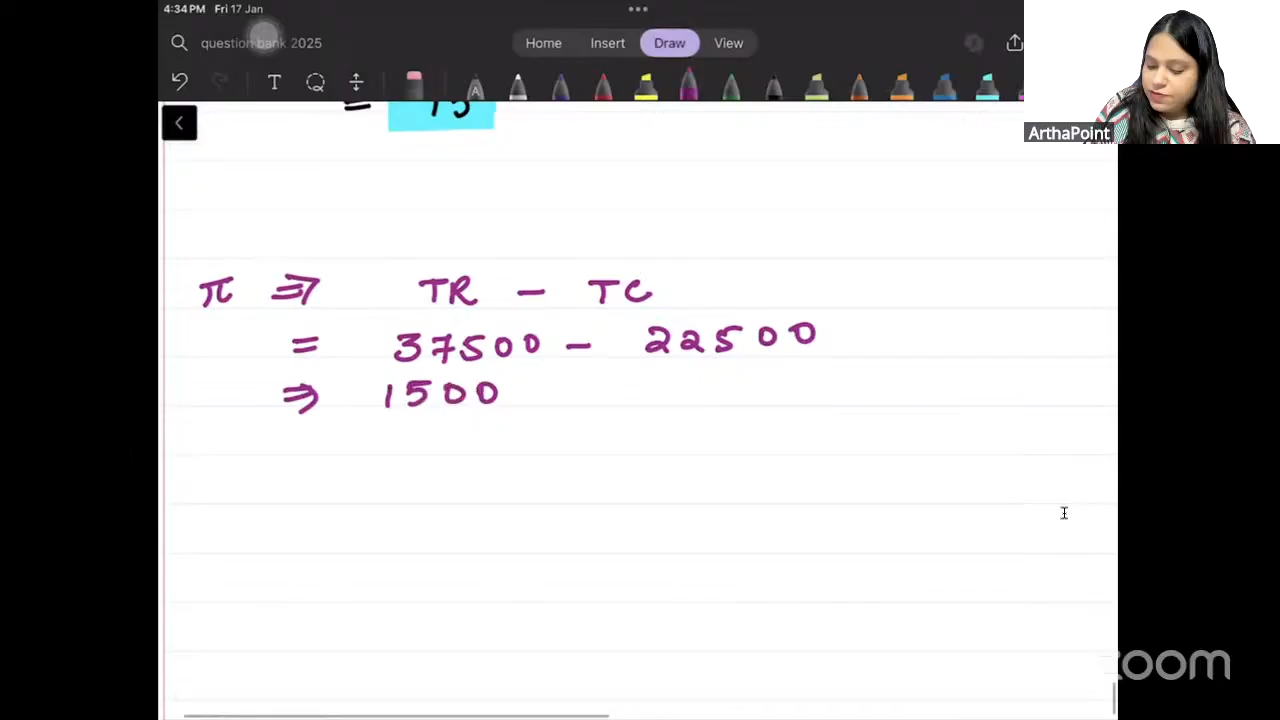 4:34 PM Fri 17 Jan
question bank 2025
Home Insert Draw View
A
= 15
ArthaPoint
π ⇒ TR - TC
= 37500 - 22500
⇒ 1500
zoom